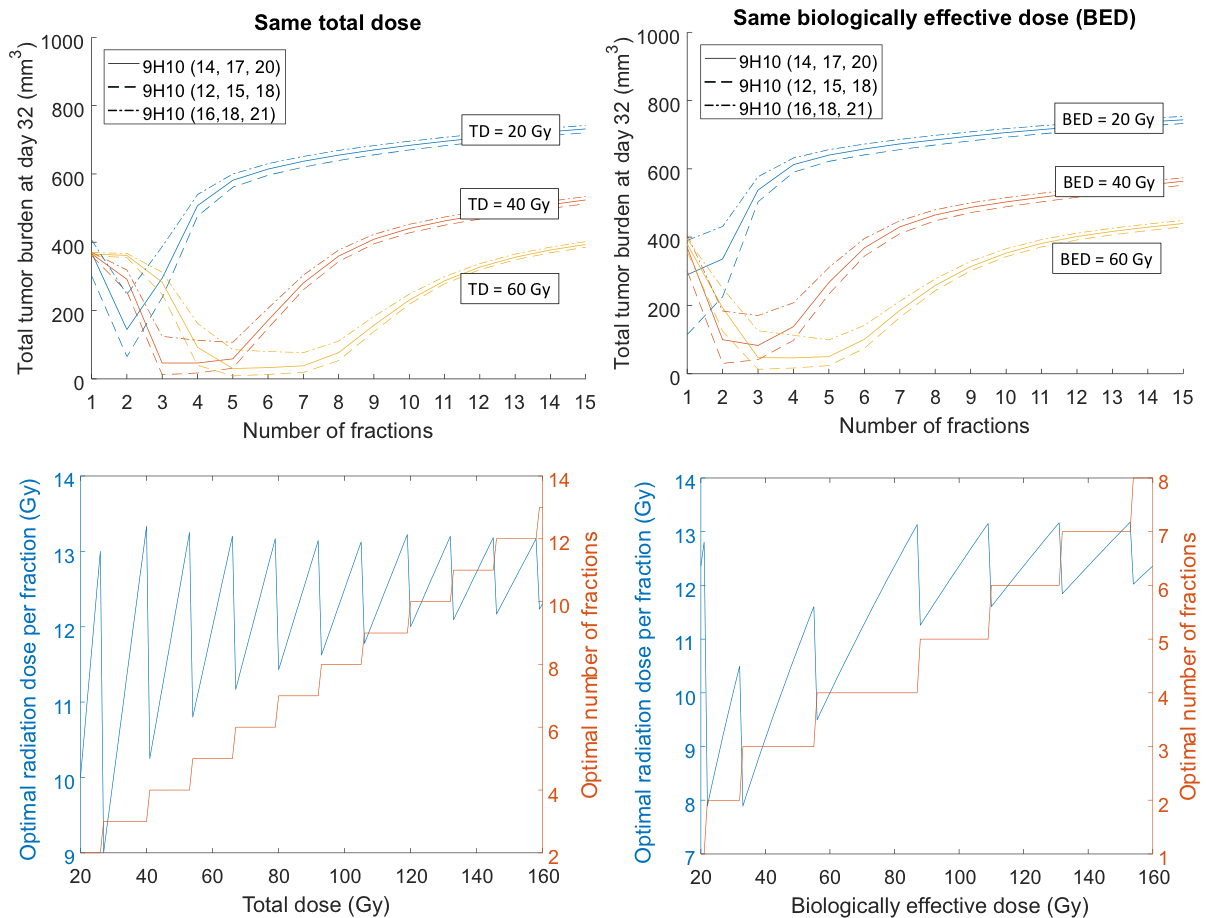 Same total dose
Total tumor burden at day 32 (mm3)
1000
800
600
400
200
0
9H10 (14, 17, 20)
9H10 (12, 15, 18)
9H10 (16,18, 21)
TD = 20 Gy
TD = 40 Gy
TD = 60 Gy
1 2 3 4 5 6 7 8 9 10 11 12 13 14 15
Number of fractions
Same biologically effective dose (BED)
Total tumor burden at day 32 (mm3)
1000
800
600
400
200
0
9H10 (14, 17, 20)
9H10 (12, 15, 18)
9H10 (16,18, 21)
BED = 20 Gy
BED = 40 Gy
BED = 60 Gy
1 2 3 4 5 6 7 8 9 10 11 12 13 14 15
Number of fractions
Optimal radiation dose per fraction (Gy)
14
13
12
11
10
9
14
12
10
8
6
4
2
Optimal number of fractions
20 40 60 80 100 120 140 160
Total dose (Gy)
Optimal radiation dose per fraction (Gy)
14
13
12
11
10
9
8
7
8
7
6
5
4
3
2
1
Optimal number of fractions
20 40 60 80 100 120 140 160
Biologically effective dose (Gy)